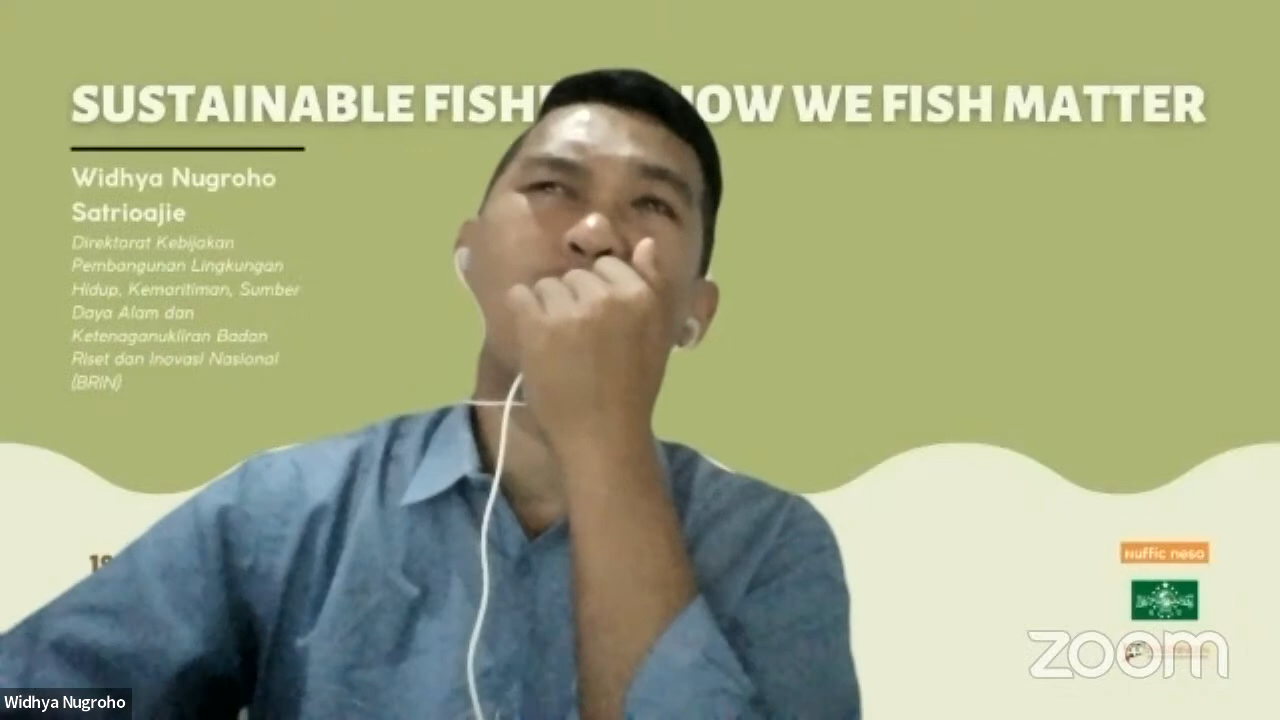 SUSTAINABLE FISH HOW WE FISH MATTER
Widhya Nugroho
Satrioajie
Direktorat Kebijakan
Pembangunan Lingkungan
Hidup, Kemaritiman, Sumber
Daya Alam dan
Ketenaganukliran Badan
Riset dan Inovasi Nasional
(BRIN)
nuffic neso
zoom
Widhya Nugroho